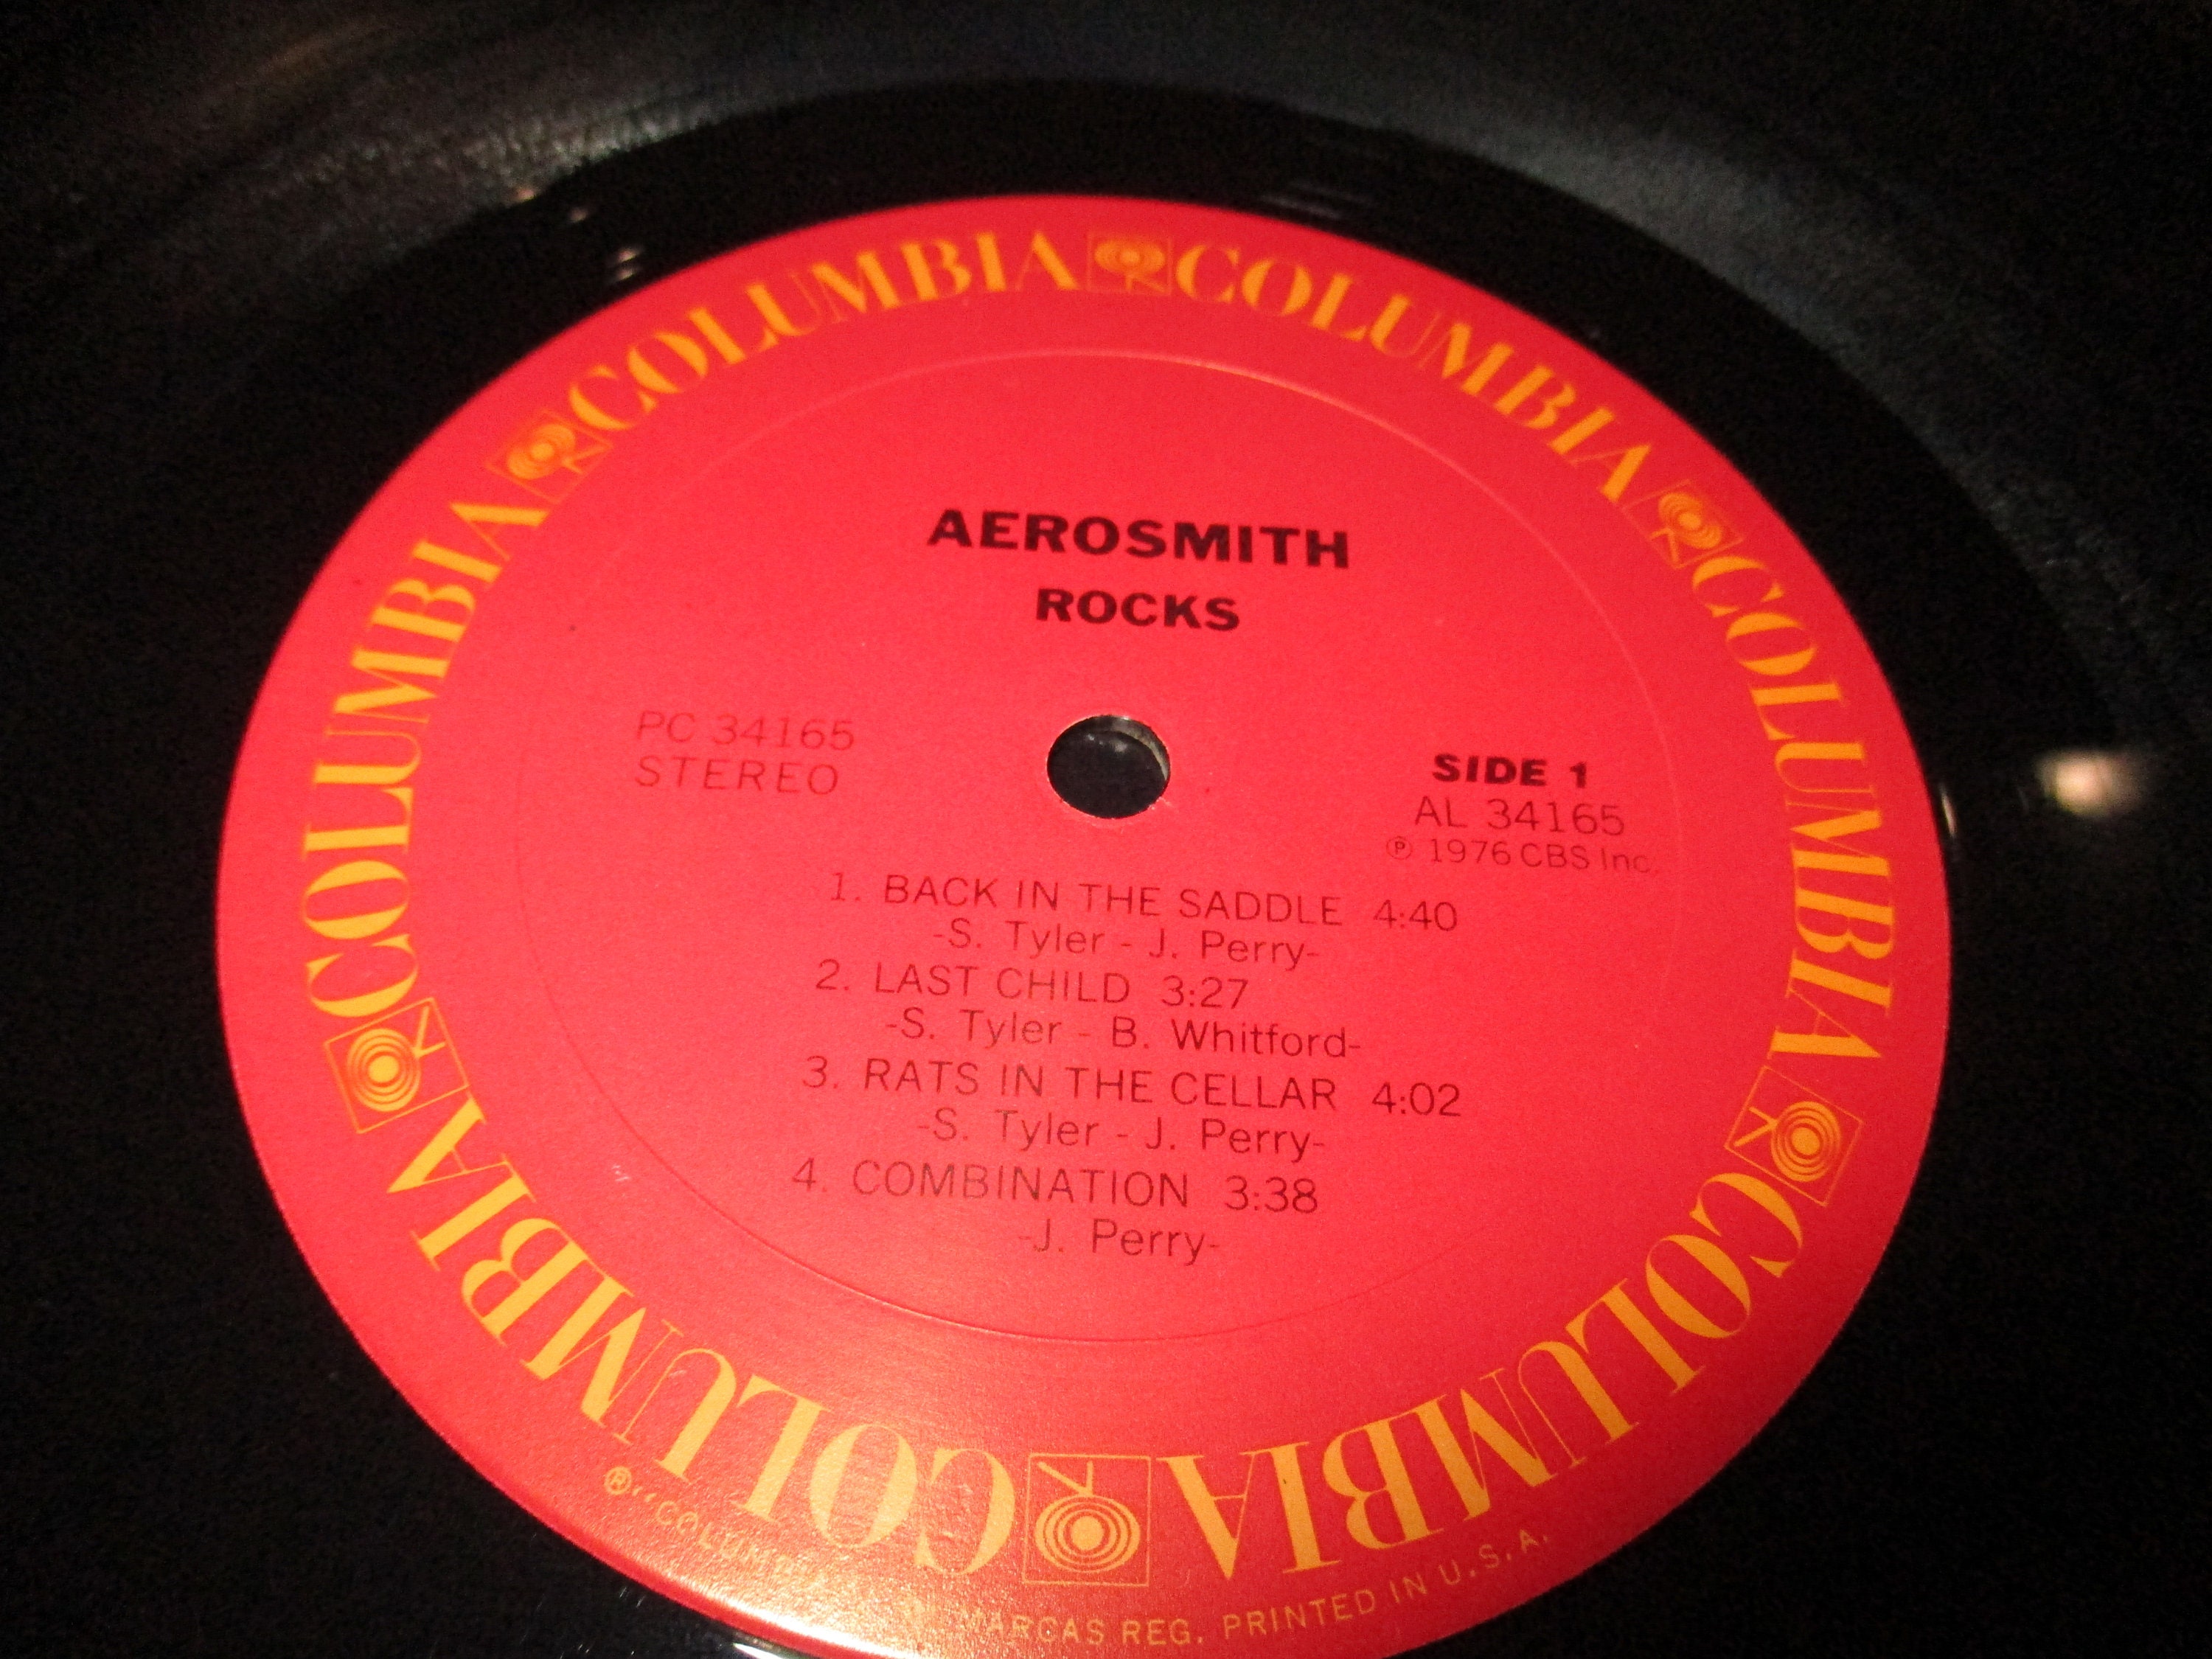 COLUMBIA COLUMBIA COLUMBIA COLUMBIA COLUMBIA COLUMBIA
AEROSMITH
ROCKS
PC 34165
STEREO
SIDE 1
AL 34165
℗ 1976 CBS Inc.
1. BACK IN THE SADDLE 4:40
-S. Tyler - J. Perry-
2. LAST CHILD 3:27
-S. Tyler - B. Whitford-
3. RATS IN THE CELLAR 4:02
-S. Tyler - J. Perry-
4. COMBINATION 3:38
-J. Perry-
® "COLUMBIA MARCAS REG. PRINTED IN U.S.A.